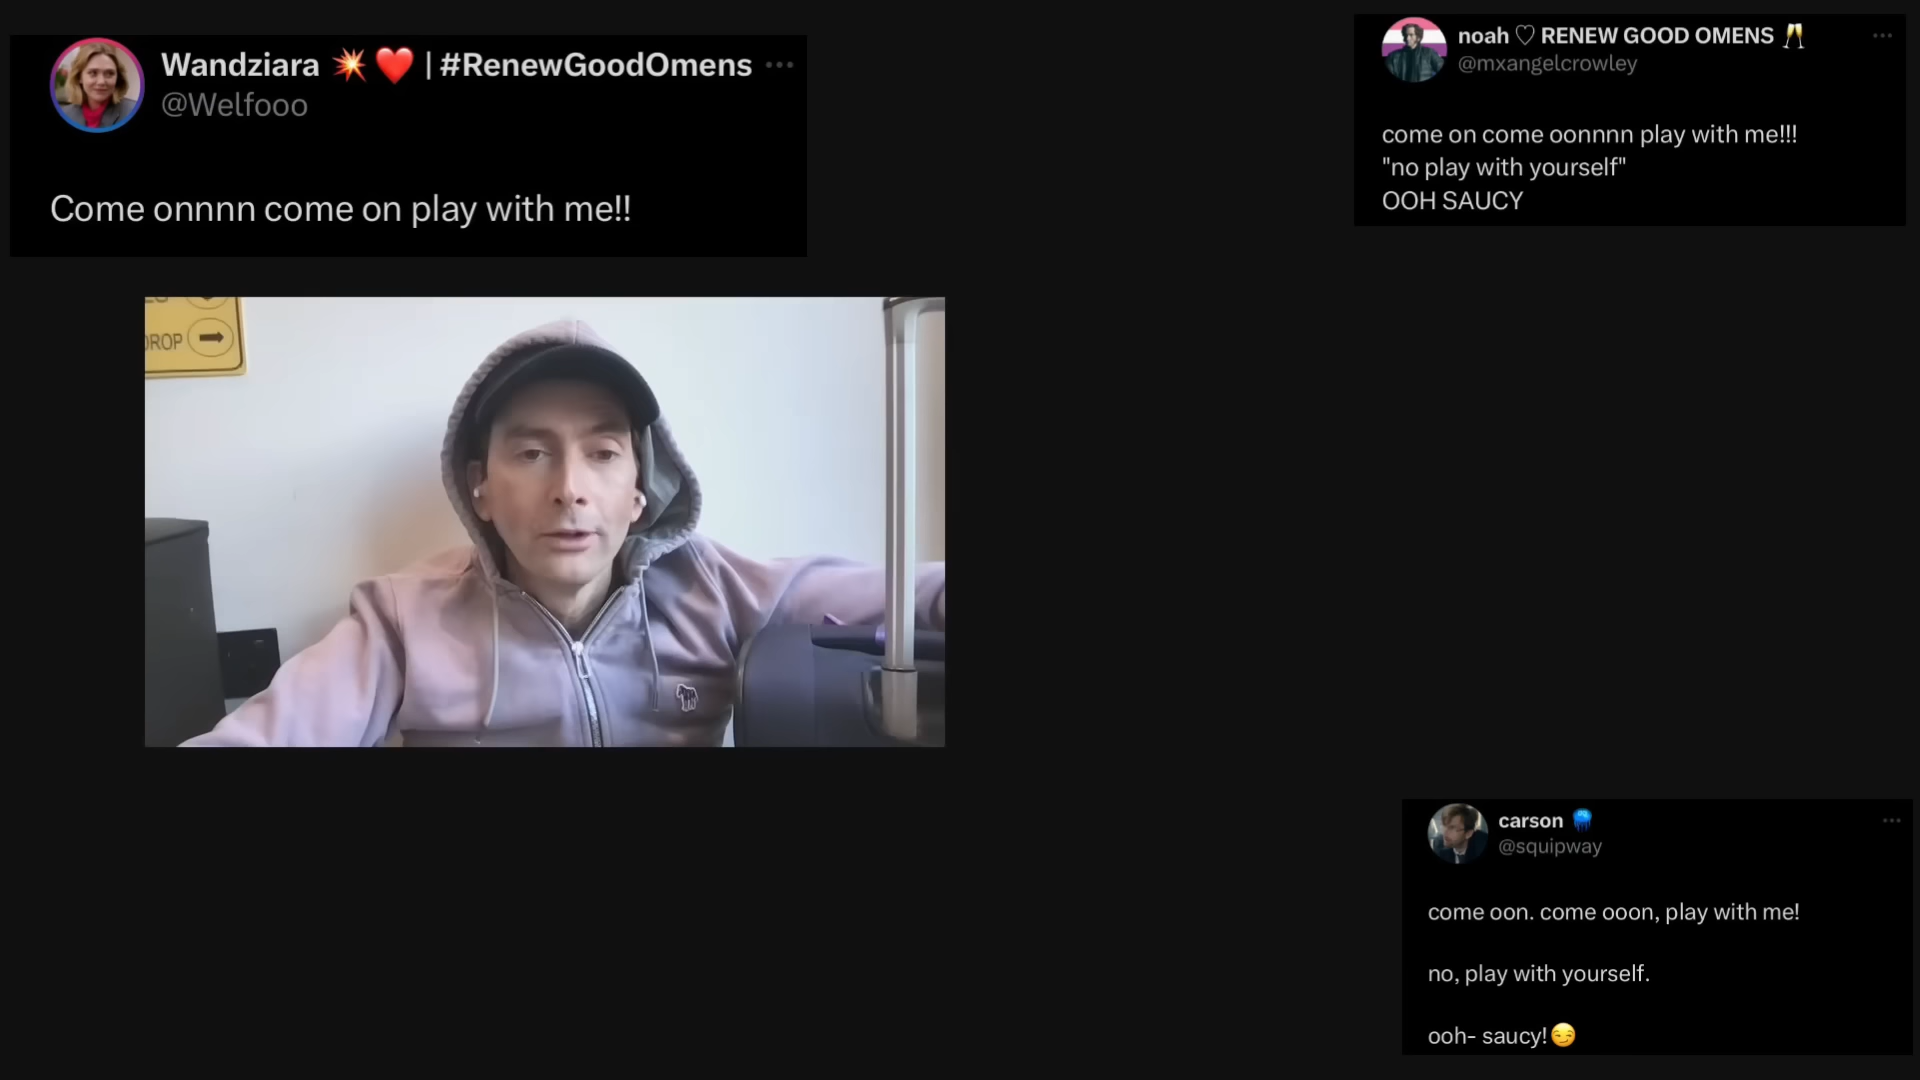 Wandziara 💥❤️ | #RenewGoodOmens
@Welfooo
Come onnnn come on play with me!!
noah ♡ RENEW GOOD OMENS 🥂
@mxangelcrowley
come on come oonnnn play with me!!!
"no play with yourself"
OOH SAUCY
DROP
carson 🪼
@squipway
come oon. come ooon, play with me!
no, play with yourself.
ooh- saucy!😏